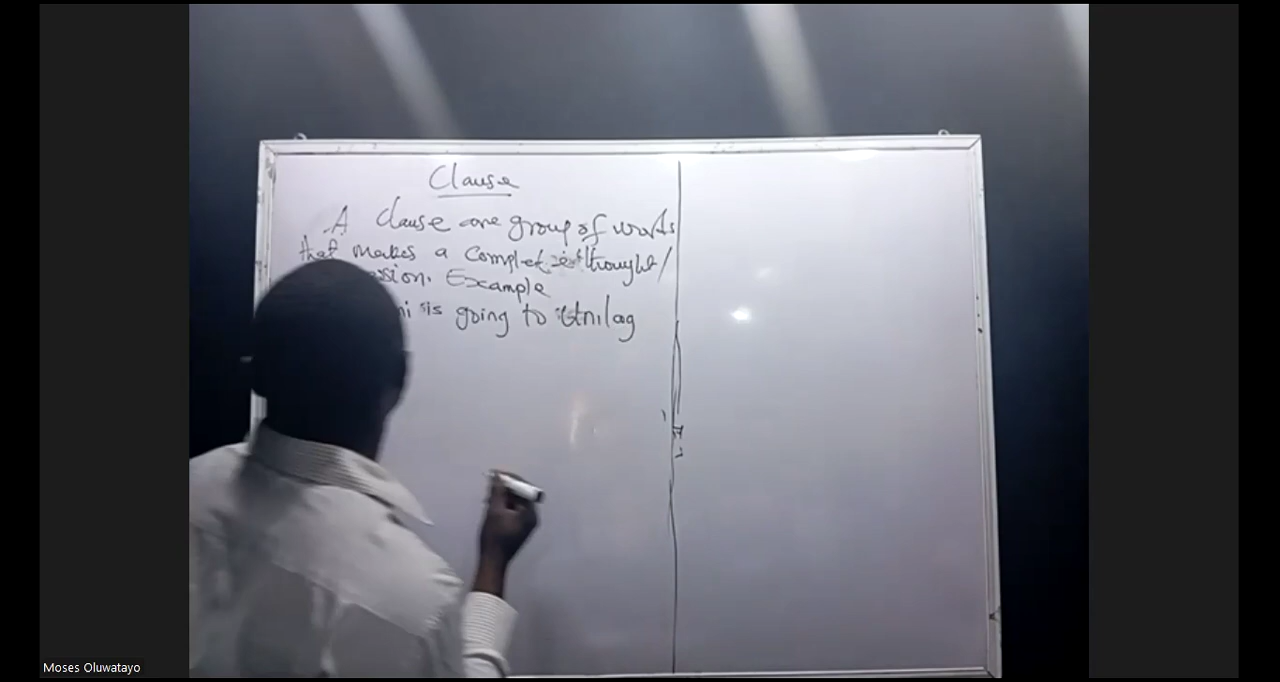 Clause
A Clause are group of words
that makes a complete thought/
ssion. Example
ni is going to Unilag
Moses Oluwatayo